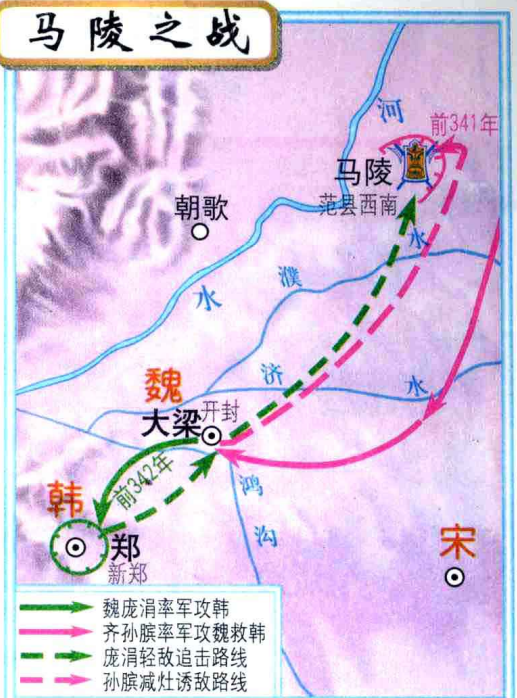 马陵之战
河
前341年
马陵
范县西南
朝歌
水
濮
水
魏
济
水
大梁
开封
前342年
韩
郑
新郑
鸿
沟
宋
魏庞涓率军攻韩
齐孙膑率军攻魏救韩
庞涓轻敌追击路线
孙膑减灶诱敌路线